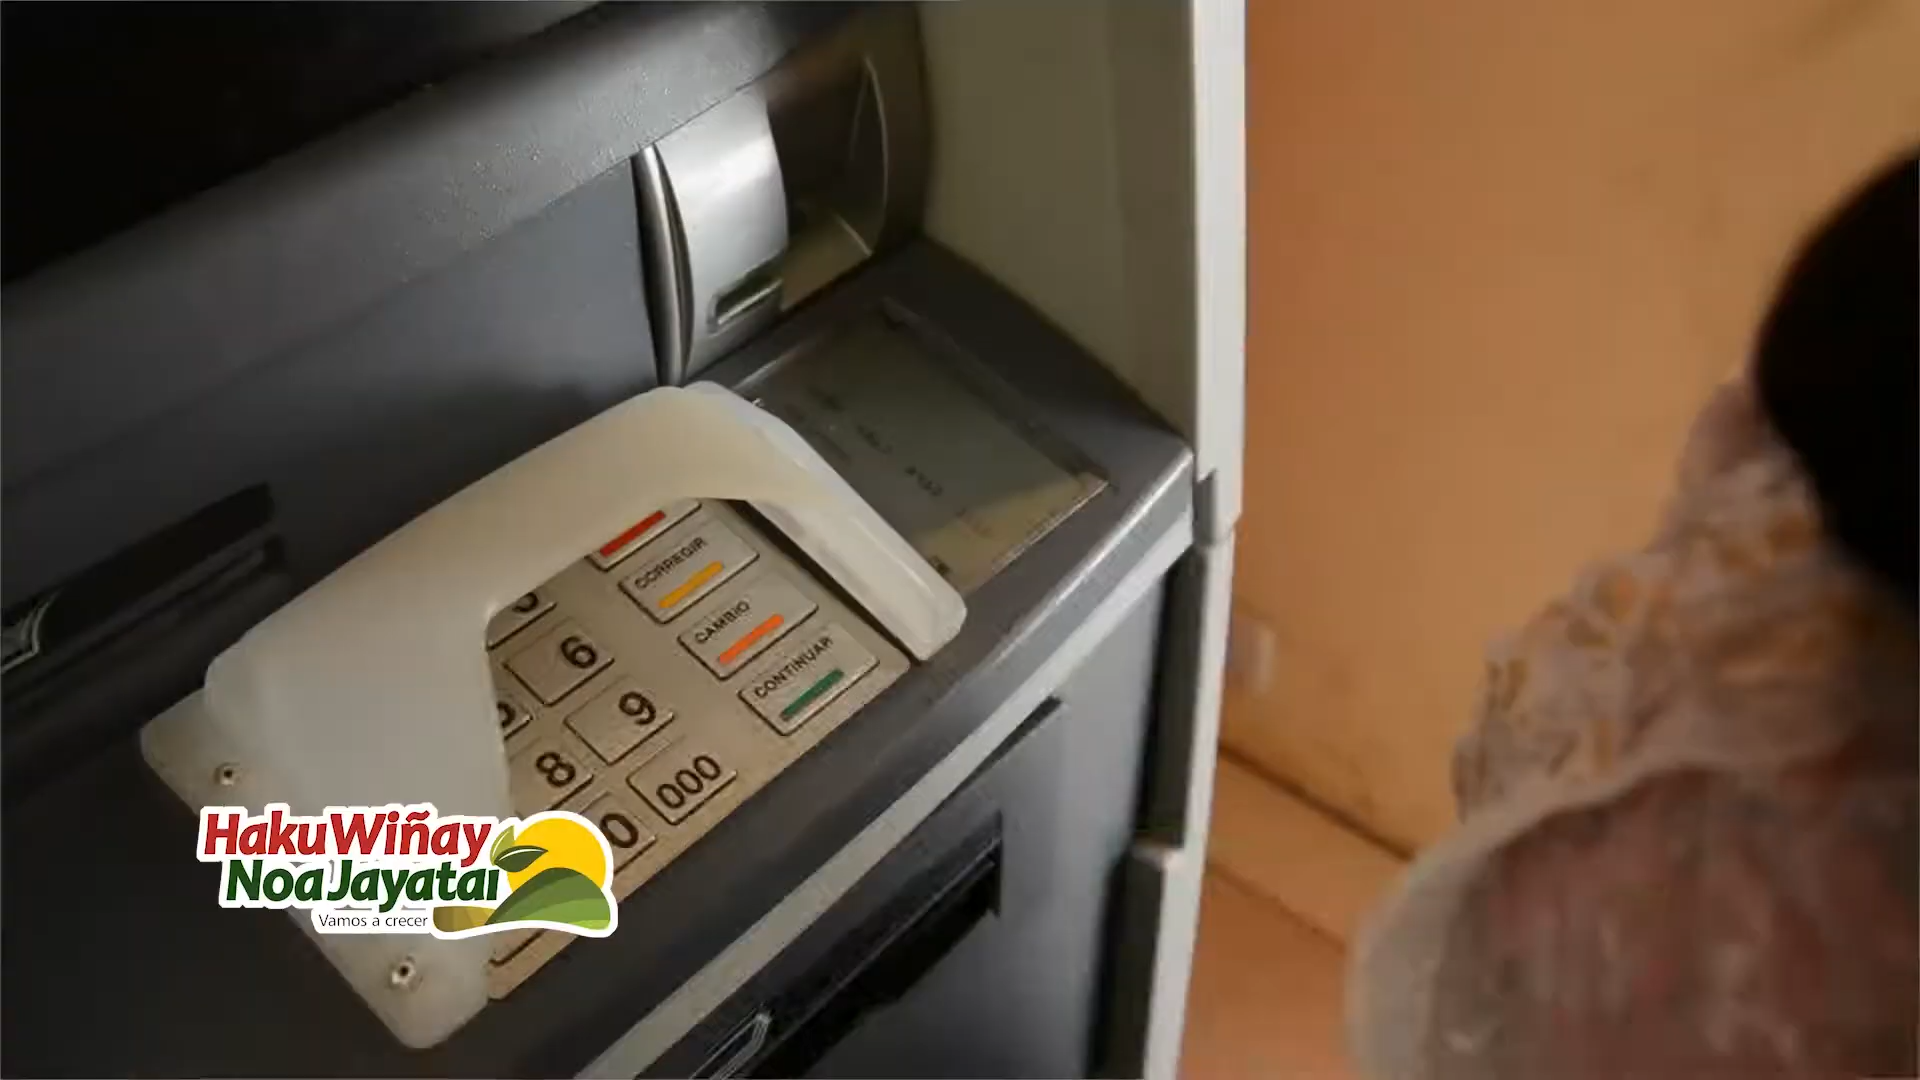 CORREGIR
CAMBIO
CONTINUAR
6
9
8
000
0
HakuWiñay
NoaJayatai
Vamos a crecer